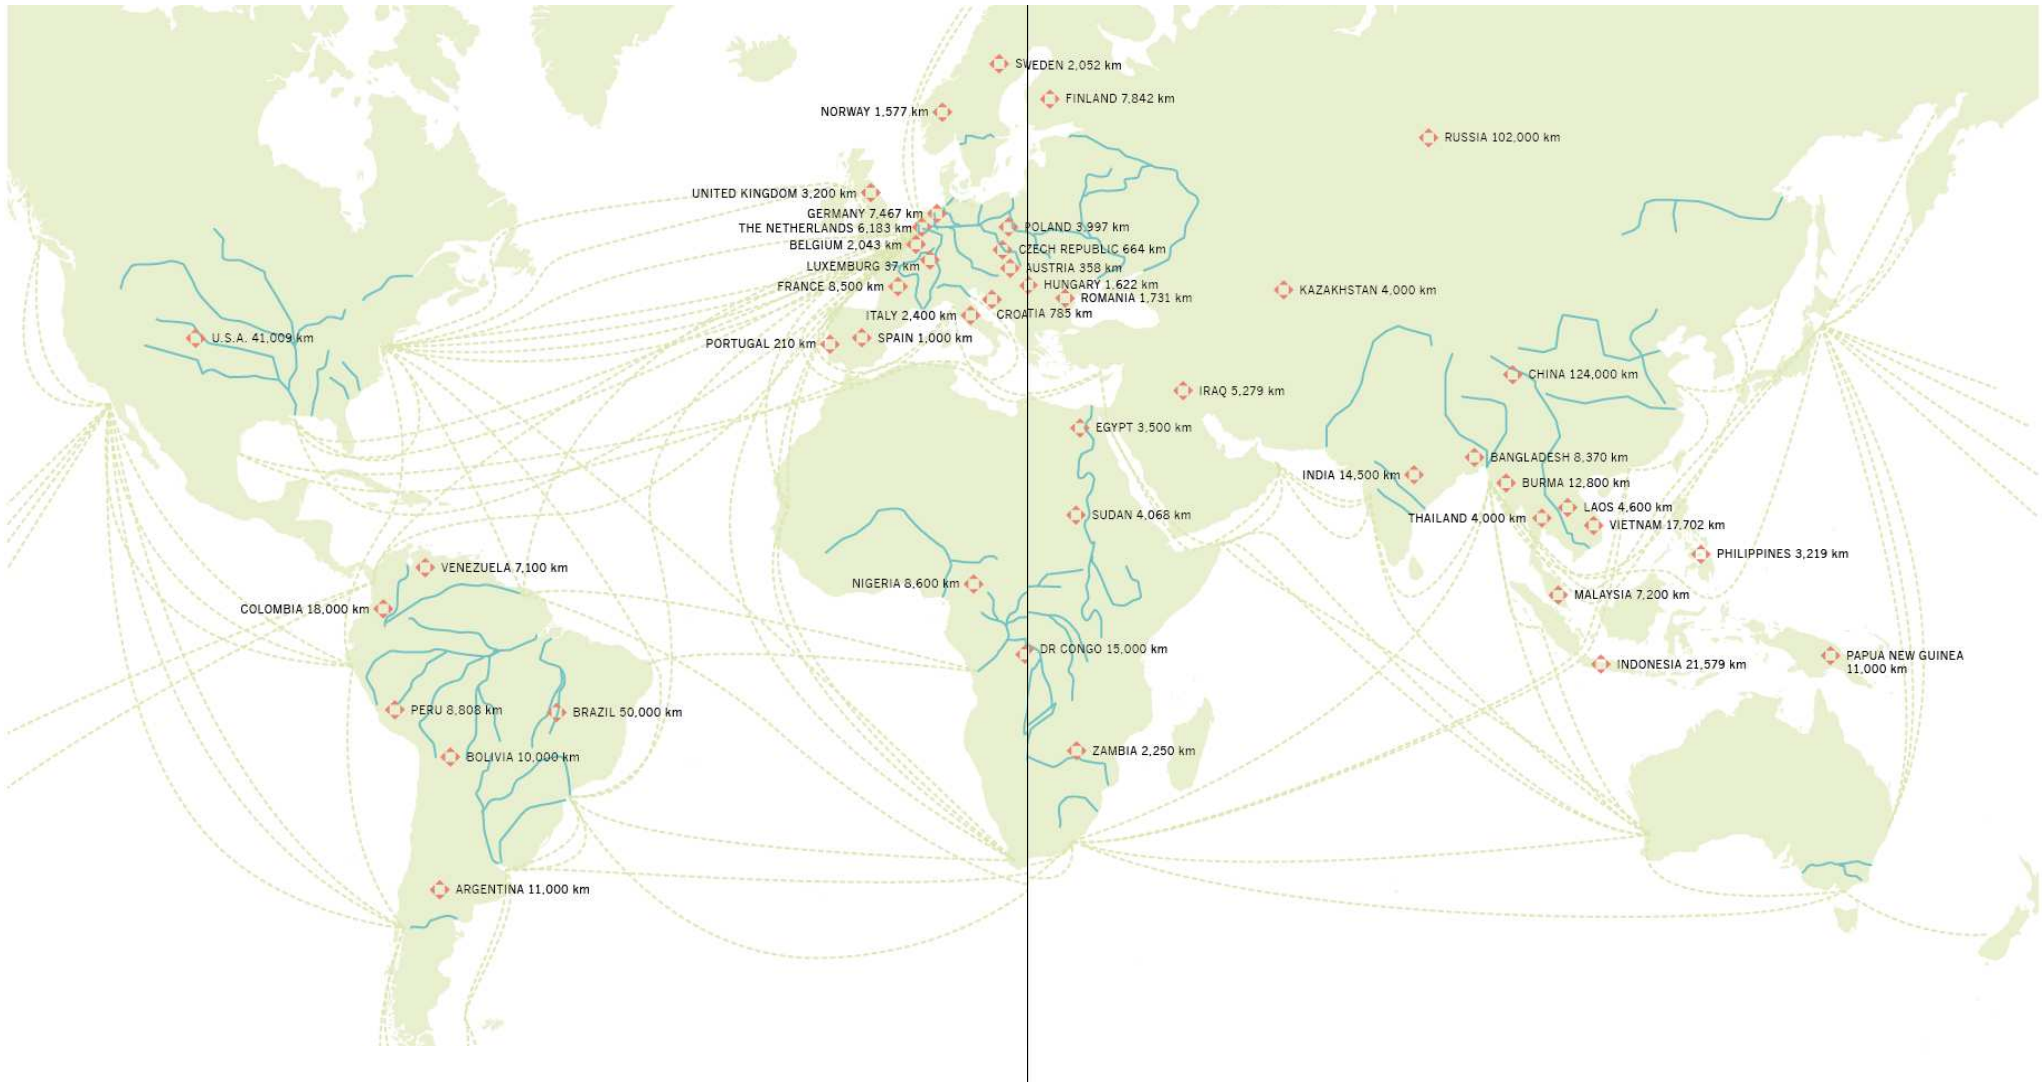 SWEDEN 2,052 km
FINLAND 7,842 km
NORWAY 1,577 km
RUSSIA 102,000 km
UNITED KINGDOM 3,200 km
GERMANY 7,467 km
THE NETHERLANDS 6,183 km
POLAND 3,997 km
BELGIUM 2,043 km
CZECH REPUBLIC 664 km
LUXEMBURG 37 km
AUSTRIA 358 km
FRANCE 8,500 km
HUNGARY 1,622 km
KAZAKHSTAN 4,000 km
ROMANIA 1,731 km
ITALY 2,400 km
CROATIA 785 km
U.S.A. 41,009 km
PORTUGAL 210 km
SPAIN 1,000 km
CHINA 124,000 km
IRAQ 5,279 km
EGYPT 3,500 km
BANGLADESH 8,370 km
INDIA 14,500 km
BURMA 12,800 km
LAOS 4,600 km
SUDAN 4,068 km
THAILAND 4,000 km
VIETNAM 17,702 km
PHILIPPINES 3,219 km
VENEZUELA 7,100 km
NIGERIA 8,600 km
MALAYSIA 7,200 km
COLOMBIA 18,000 km
DR CONGO 15,000 km
PAPUA NEW GUINEA
11,000 km
INDONESIA 21,579 km
PERU 8,808 km
BRAZIL 50,000 km
ZAMBIA 2,250 km
BOLIVIA 10,000 km
ARGENTINA 11,000 km